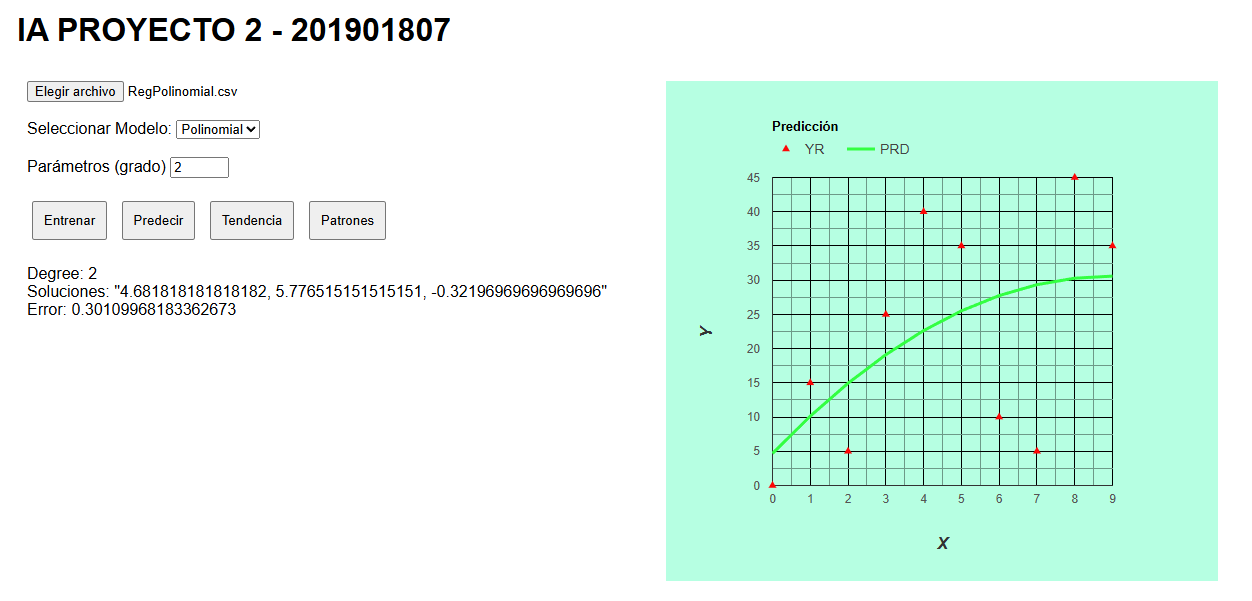 IA PROYECTO 2 - 201901807
Elegir archivo RegPolinomial.csv
Seleccionar Modelo: Polinomial
Parámetros (grado) 2
Entrenar Predecir Tendencia Patrones
Degree: 2
Soluciones: "4.681818181818182, 5.776515151515151, -0.32196969696969696"
Error: 0.30109968183362673
Predicción
YR PRD
45
40
35
30
25
20
15
10
5
0
Y
0 1 2 3 4 5 6 7 8 9
X